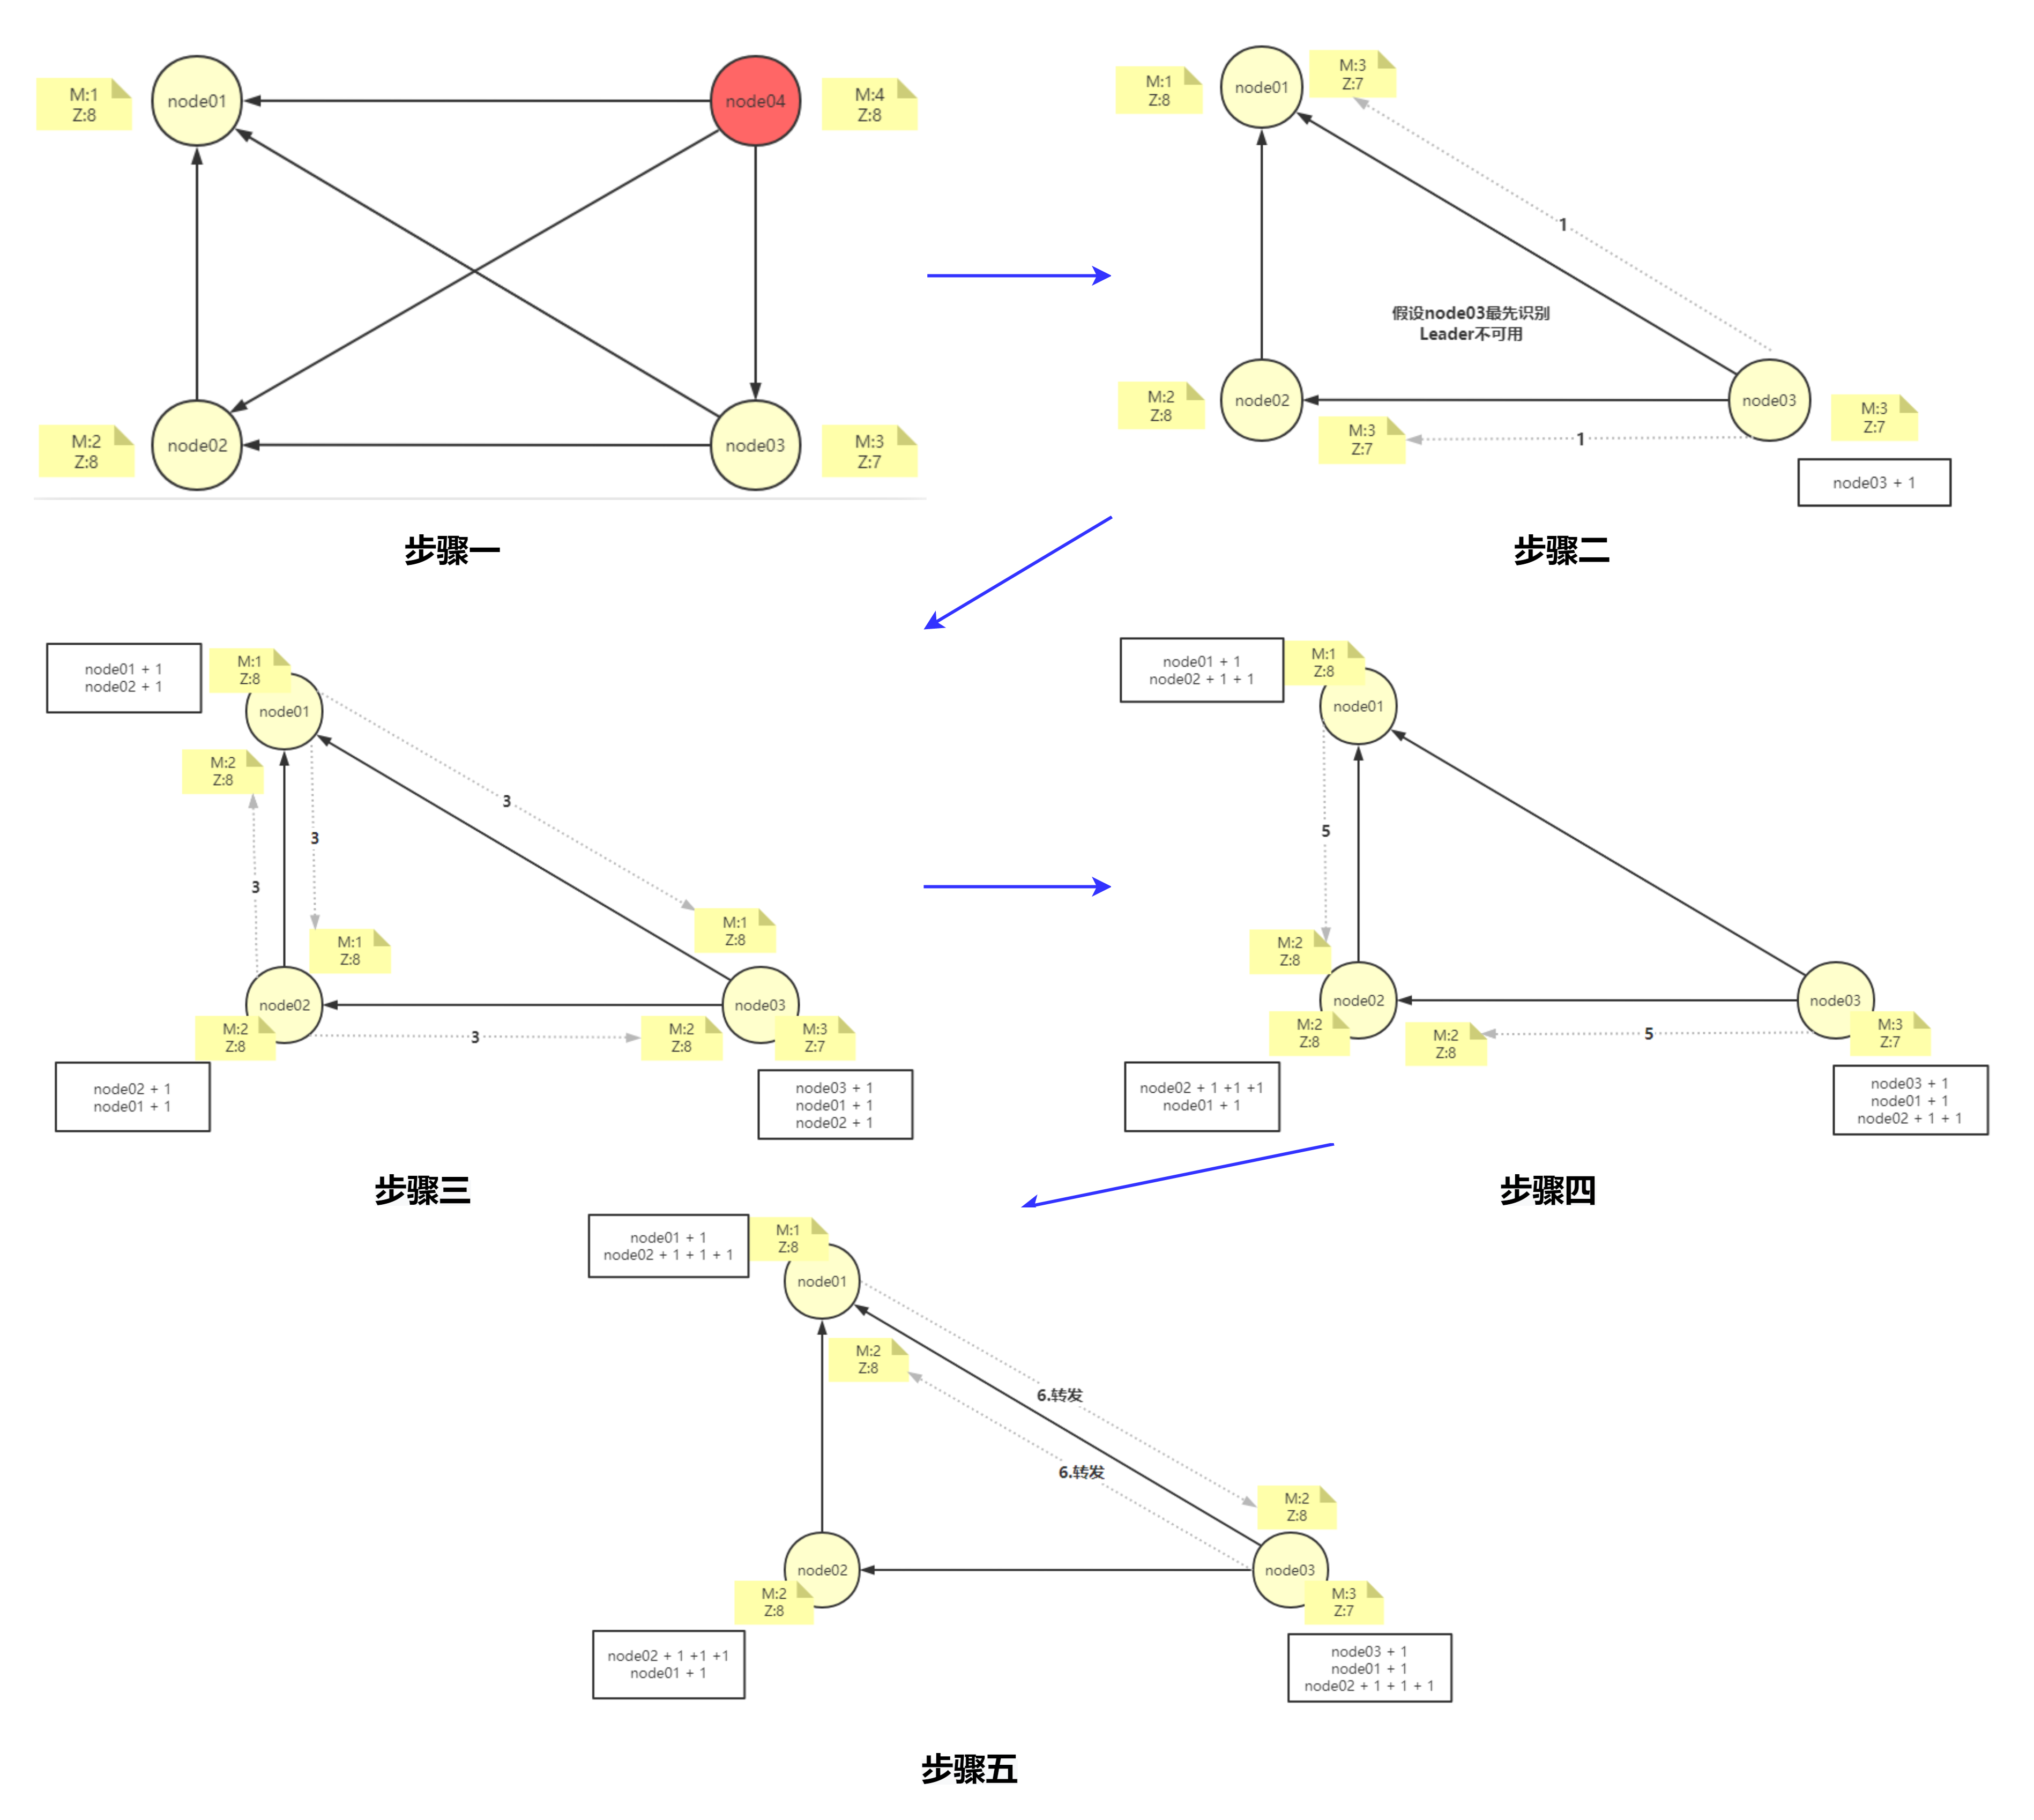 M:1
Z:8
node01
node04
M:4
Z:8
M:2
Z:8
node02
node03
M:3
Z:7
步骤一
M:1
Z:8
node01
M:3
Z:7
1
假设node03最先识别
Leader不可用
M:2
Z:8
node02
M:3
Z:7
1
node03
M:3
Z:7
node03 + 1
步骤二
node01 + 1
node02 + 1
M:1
Z:8
node01
M:2
Z:8
3
3
3
M:1
Z:8
M:1
Z:8
node02
M:2
Z:8
3
M:2
Z:8
node03
M:3
Z:7
node02 + 1
node01 + 1
node03 + 1
node01 + 1
node02 + 1
步骤三
node01 + 1
node02 + 1 + 1
M:1
Z:8
node01
5
M:2
Z:8
node02
M:2
Z:8
M:2
Z:8
5
node03
M:3
Z:7
node02 + 1 +1 +1
node01 + 1
node03 + 1
node01 + 1
node02 + 1 + 1
步骤四
node01 + 1
node02 + 1 + 1 + 1
M:1
Z:8
node01
M:2
Z:8
6.转发
6.转发
M:2
Z:8
node02
M:2
Z:8
node03
M:3
Z:7
node02 + 1 +1 +1
node01 + 1
node03 + 1
node01 + 1
node02 + 1 + 1 + 1
步骤五